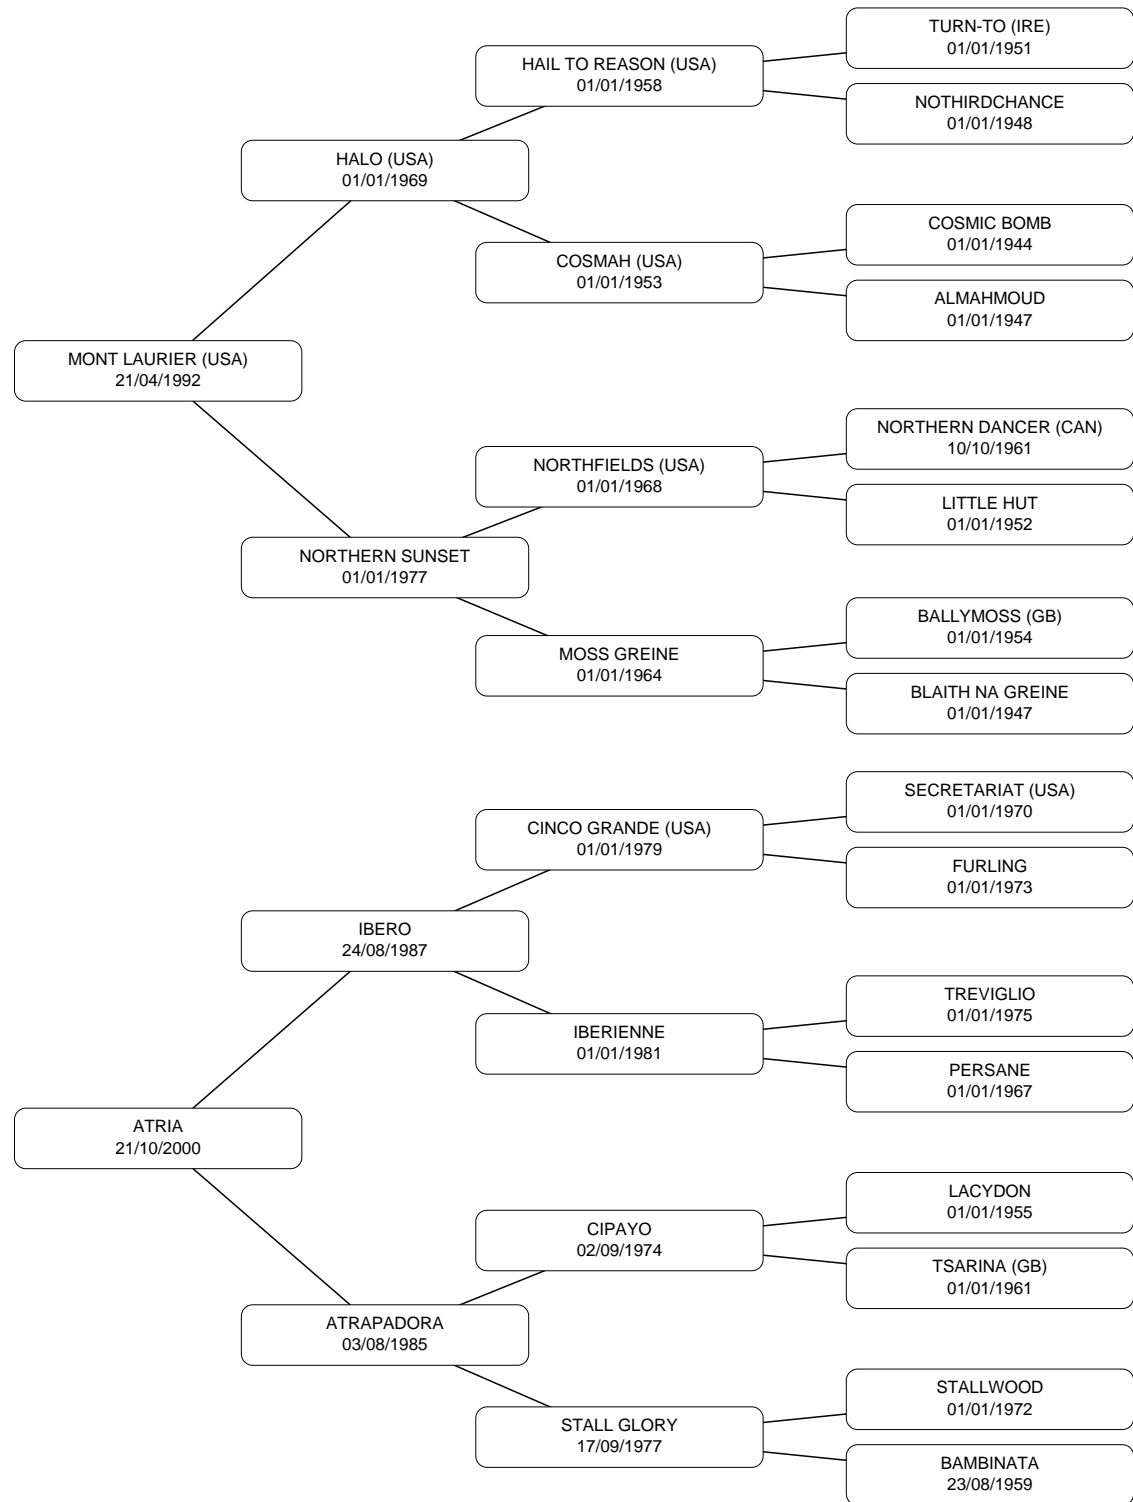 TURN-TO (IRE)
01/01/1951
HAIL TO REASON (USA)
01/01/1958
NOTHIRDCHANCE
01/01/1948
HALO (USA)
01/01/1969
COSMIC BOMB
01/01/1944
COSMAH (USA)
01/01/1953
ALMAHMOUD
01/01/1947
MONT LAURIER (USA)
21/04/1992
NORTHERN DANCER (CAN)
10/10/1961
NORTHFIELDS (USA)
01/01/1968
LITTLE HUT
01/01/1952
NORTHERN SUNSET
01/01/1977
BALLYMOSS (GB)
01/01/1954
MOSS GREINE
01/01/1964
BLAITH NA GREINE
01/01/1947
SECRETARIAT (USA)
01/01/1970
CINCO GRANDE (USA)
01/01/1979
FURLING
01/01/1973
IBERO
24/08/1987
TREVIGLIO
01/01/1975
IBERIENNE
01/01/1981
PERSANE
01/01/1967
ATRIA
21/10/2000
LACYDON
01/01/1955
CIPAYO
02/09/1974
TSARINA (GB)
01/01/1961
ATRAPADORA
03/08/1985
STALLWOOD
01/01/1972
STALL GLORY
17/09/1977
BAMBINATA
23/08/1959